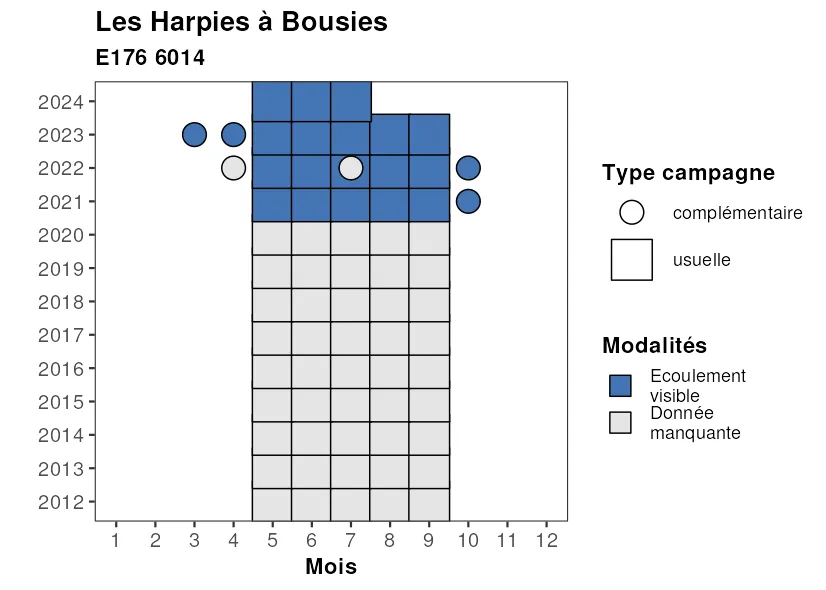 Les Harpies à Bousies
E176 6014
2024
2023
2022
2021
2020
2019
2018
2017
2016
2015
2014
2013
2012
1 2 3 4 5 6 7 8 9 10 11 12
Mois
Type campagne
complémentaire
usuelle
Modalités
Ecoulement
visible
Donnée
manquante